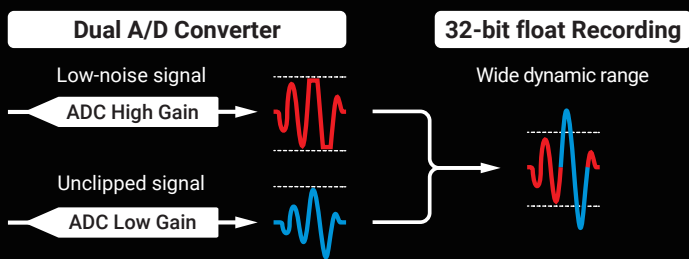 Dual A/D Converter
32-bit float Recording
Low-noise signal
Wide dynamic range
ADC High Gain
Unclipped signal
ADC Low Gain